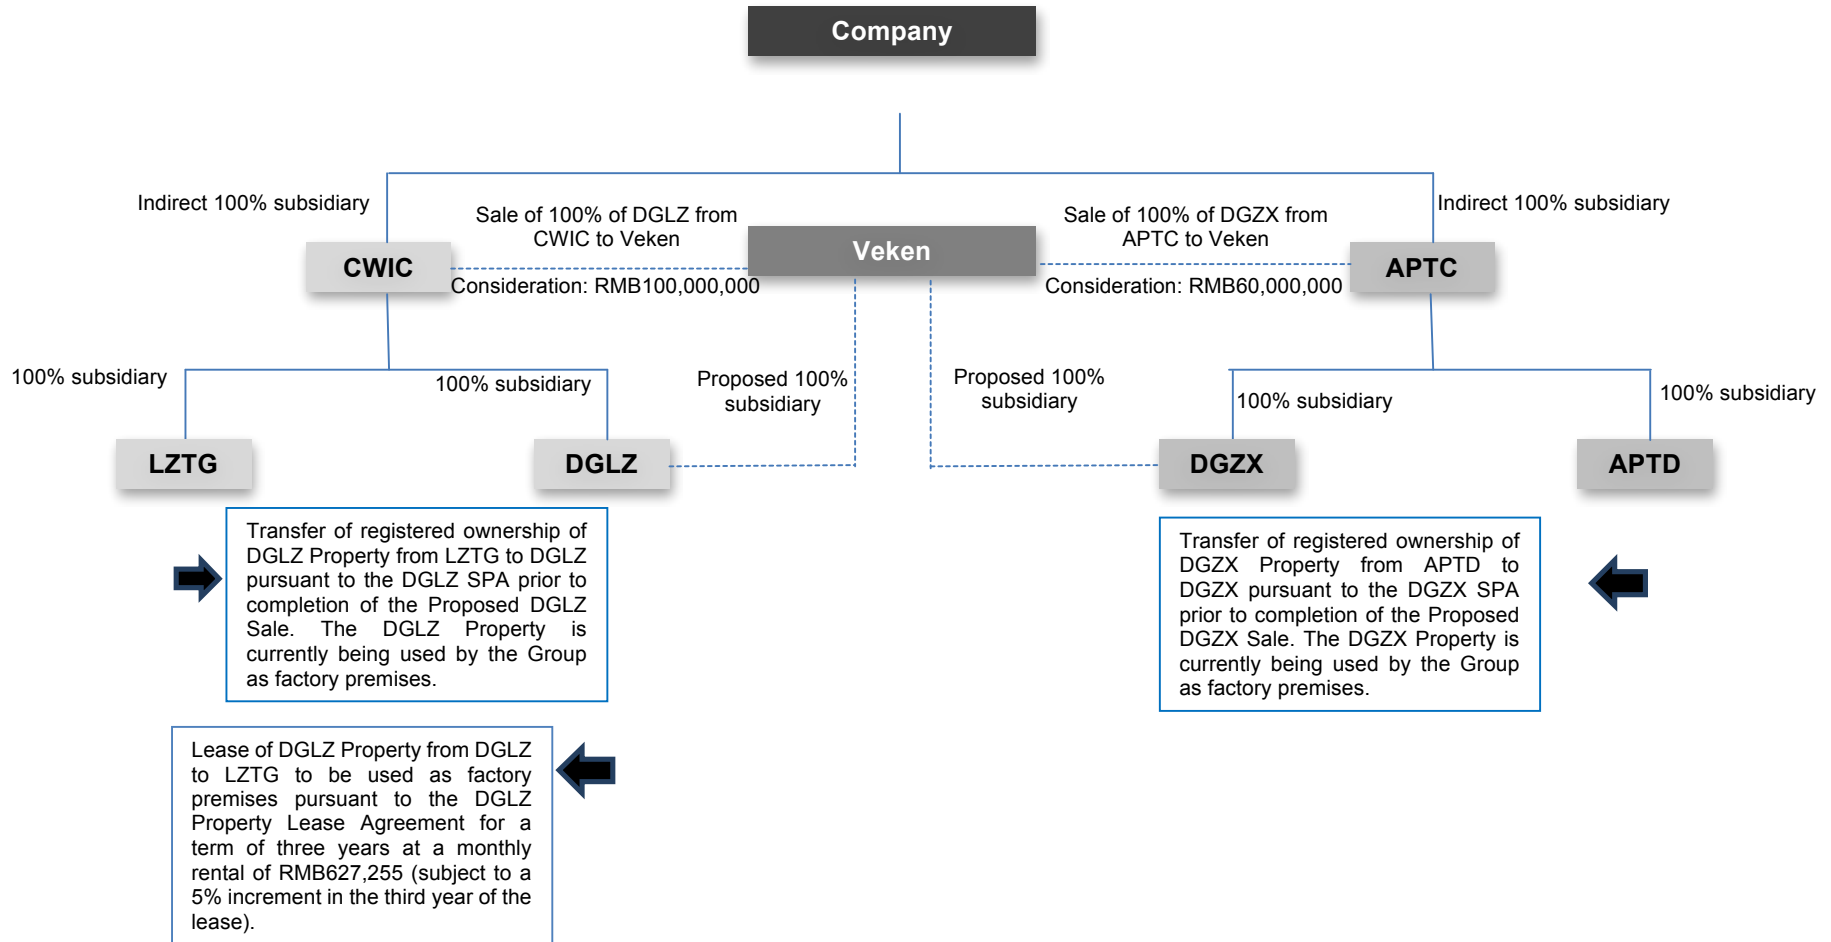 Company
Indirect 100% subsidiary
Sale of 100% of DGLZ from
CWIC to Veken
Sale of 100% of DGZX from
APTC to Veken
Indirect 100% subsidiary
CWIC
Veken
APTC
Consideration: RMB100,000,000
Consideration: RMB60,000,000
100% subsidiary
100% subsidiary
Proposed 100%
subsidiary
Proposed 100%
subsidiary
100% subsidiary
100% subsidiary
LZTG
DGLZ
DGZX
APTD
Transfer of registered ownership of
DGLZ Property from LZTG to DGLZ
pursuant to the DGLZ SPA prior to
completion of the Proposed DGLZ
Sale. The DGLZ Property is
currently being used by the Group
as factory premises.
Transfer of registered ownership of
DGZX Property from APTD to
DGZX pursuant to the DGZX SPA
prior to completion of the Proposed
DGZX Sale. The DGZX Property is
currently being used by the Group
as factory premises.
Lease of DGLZ Property from DGLZ
to LZTG to be used as factory
premises pursuant to the DGLZ
Property Lease Agreement for a
term of three years at a monthly
rental of RMB627,255 (subject to a
5% increment in the third year of the
lease).